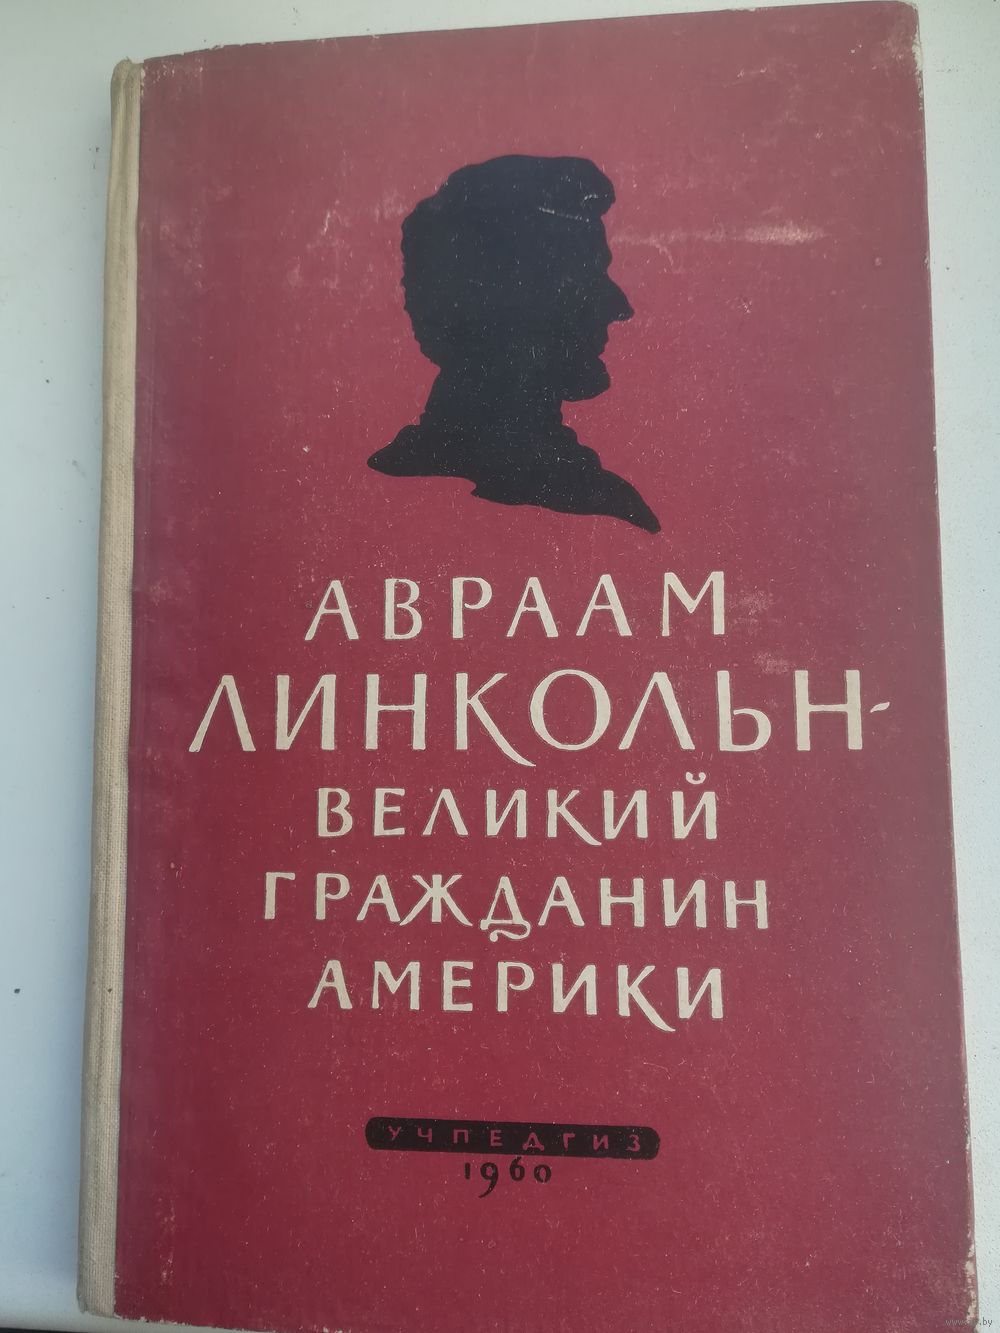 АВРААМ
ЛИНКОЛЬН-
ВЕЛИКИЙ
ГРАЖДАНИН
АМЕРИКИ
УЧПЕДГИЗ
1960